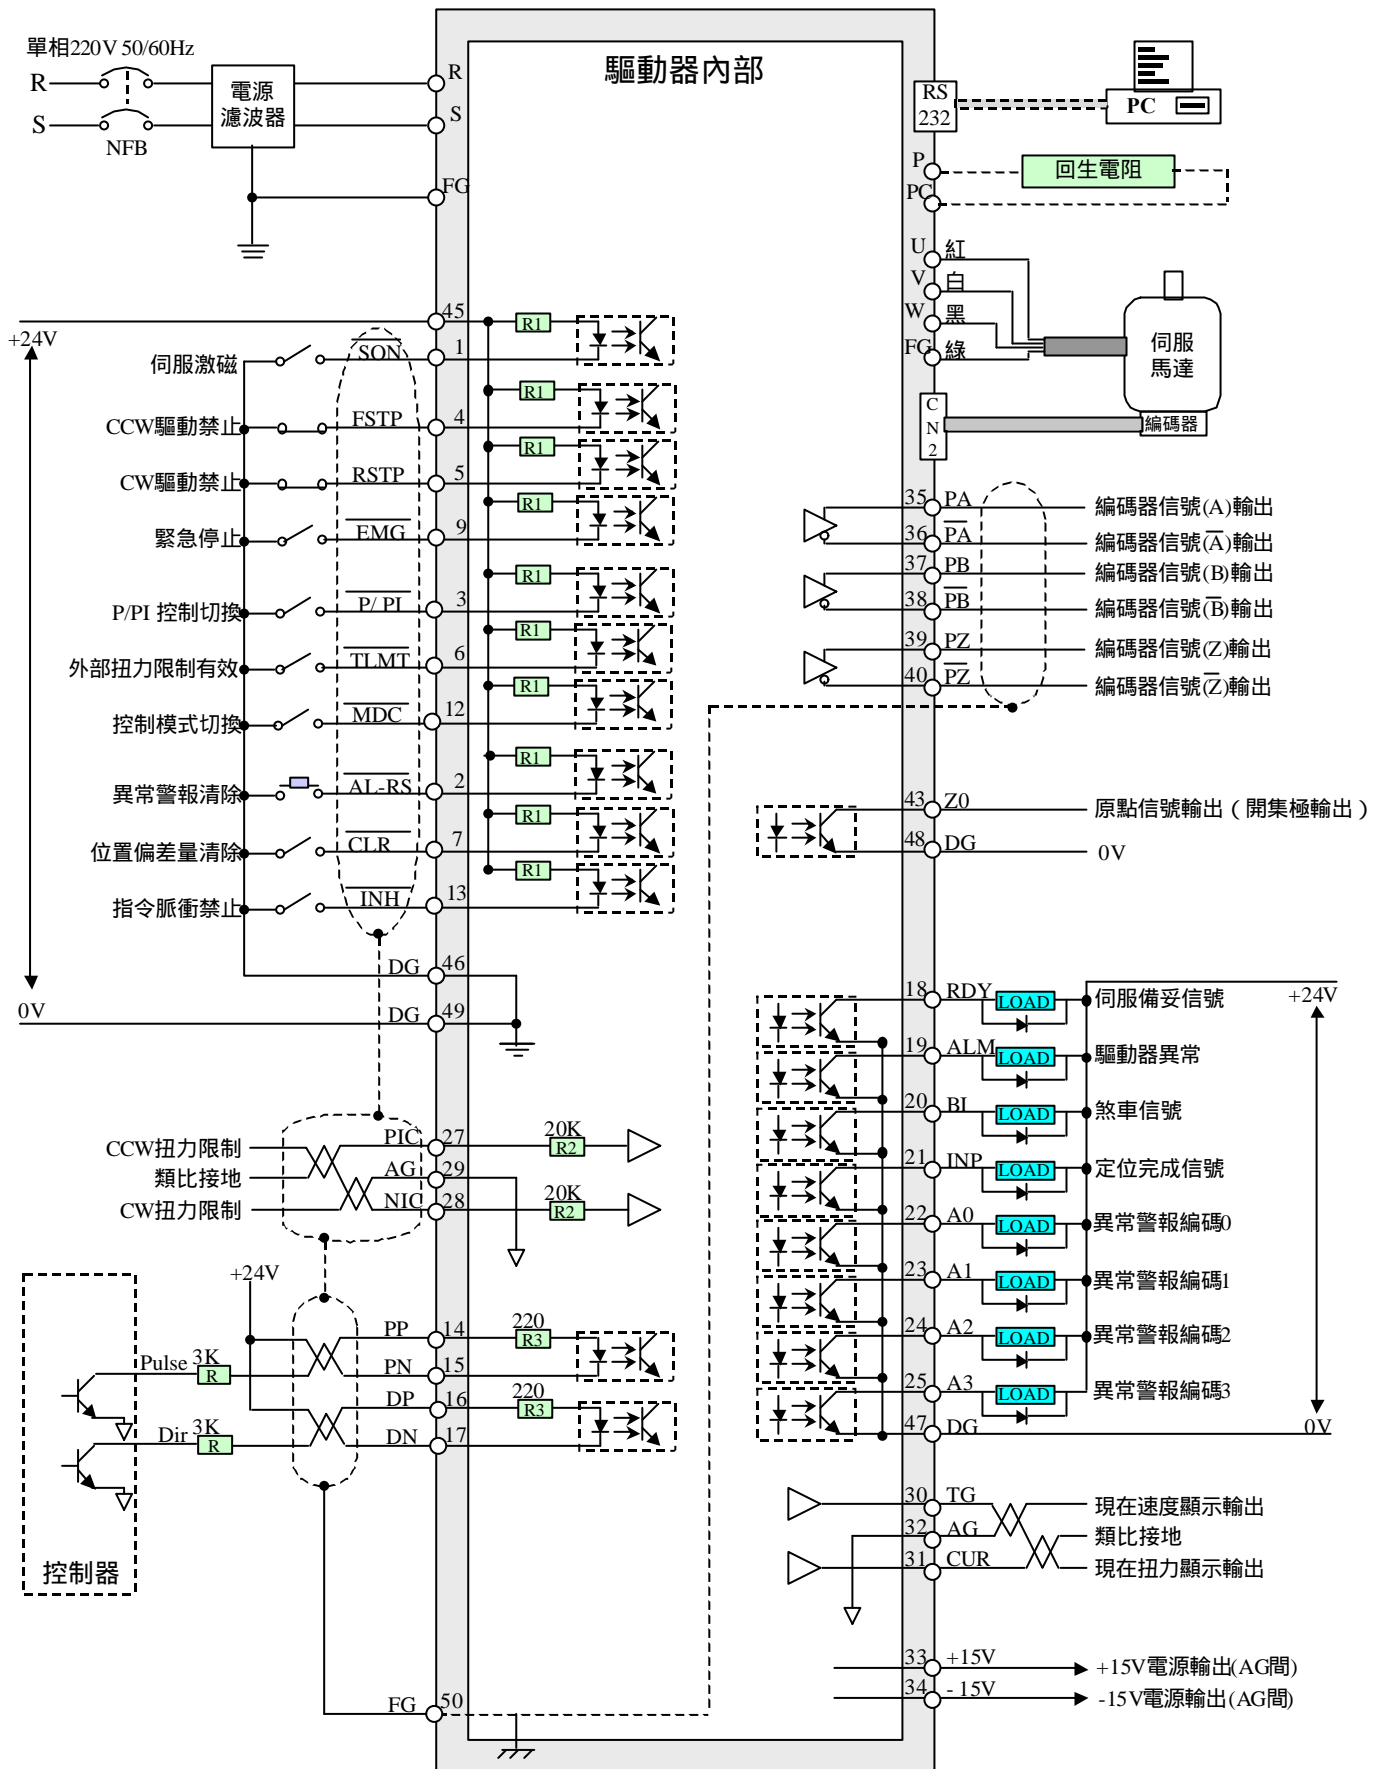 驅動器內部
單相220V 50/60Hz
R
S
NFB
電源
濾波器
R
S
FG
RS
232
PC
P
PC
回生電阻
U 紅
V 白
W 黑
FG 綠
伺服
馬達
編碼器
C
N
2
+24V
45
R1
伺服激磁
SON
1
R1
CCW驅動禁止
FSTP
4
R1
CW驅動禁止
RSTP
5
R1
緊急停止
EMG
9
R1
P/PI 控制切換
P/ PI
3
R1
外部扭力限制有效
TLMT
6
R1
控制模式切換
MDC
12
R1
異常警報清除
AL-RS
2
R1
位置偏差量清除
CLR
7
R1
指令脈衝禁止
INH
13
DG 46
0V
DG 49
35 PA 編碼器信號(A)輸出
36 P̅A̅ 編碼器信號(A̅)輸出
37 PB 編碼器信號(B)輸出
38 P̅B̅ 編碼器信號(B̅)輸出
39 PZ 編碼器信號(Z)輸出
40 P̅Z̅ 編碼器信號(Z̅)輸出
43 Z0 原點信號輸出（開集極輸出）
48 DG 0V
18 RDY LOAD 伺服備妥信號
+24V
19 ALM LOAD 驅動器異常
20 BI LOAD 煞車信號
21 INP LOAD 定位完成信號
22 A0 LOAD 異常警報編碼0
23 A1 LOAD 異常警報編碼1
24 A2 LOAD 異常警報編碼2
25 A3 LOAD 異常警報編碼3
47 DG 0V
CCW扭力限制
PIC 27
20K
R2
類比接地
AG 29
CW扭力限制
NIC 28
20K
R2
+24V
PP 14
220
R3
Pulse 3K
R
PN 15
DP 16
220
R3
Dir 3K
R
DN 17
控制器
30 TG 現在速度顯示輸出
32 AG 類比接地
31 CUR 現在扭力顯示輸出
33 +15V +15V電源輸出(AG間)
34 - 15V -15V電源輸出(AG間)
FG 50